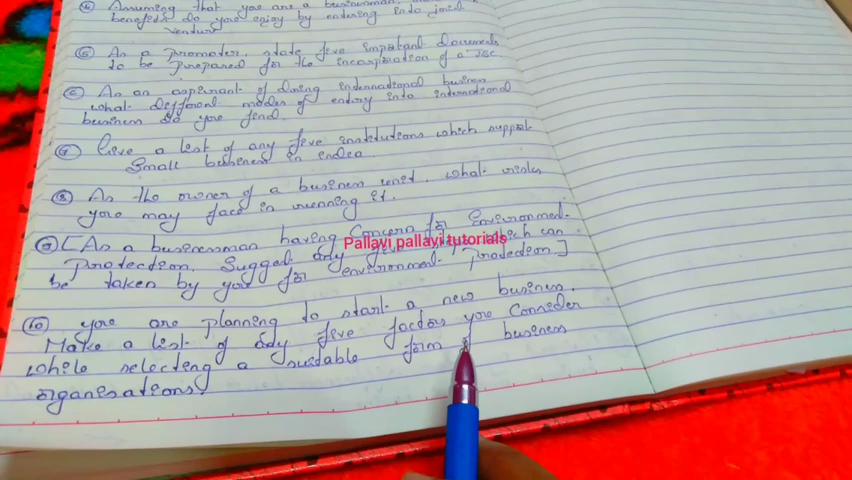 ④ Assuming that you are a businessman,
benefits do you enjoy by entering into joint
venture
⑤ As a promoter, state five important documents
to be prepared for the incorporation of a JSC
⑥ As an aspirant of doing international business
what different modes of entry into international
business do you find.
⑦ Give a list of any five institutions which support
Small business in india.
⑧ As the owner of a business unit, what risks
you may face in running it.
⑨ [As a businessman having Concern for Environment
Protection. Suggest any five which can
be taken by you for environment protection]
Pallavi pallavi tutorials
⑩ you are planning to start a new business.
Make a list of any five factors you Consider
while selecting a suitable form of business
organisations.